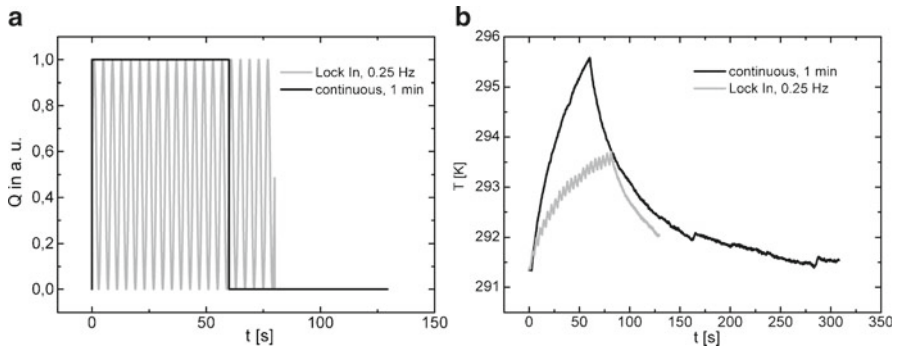 a
Q in a. u.
1,0
0,8
0,6
0,4
0,2
0,0
Lock In, 0.25 Hz
continuous, 1 min
0
50
100
150
t [s]
b
T [K]
296
295
294
293
292
291
continuous, 1 min
Lock In, 0.25 Hz
0
50
100
150
200
250
300
350
t [s]